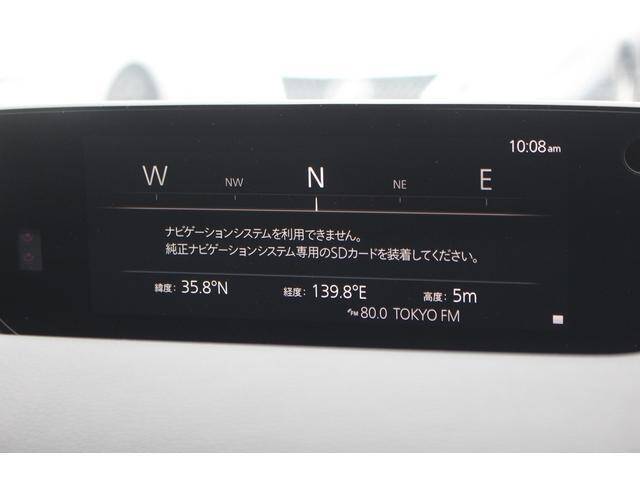 10:08am
W NW N NE E
ナビゲーションシステムを利用できません。
純正ナビゲーションシステム専用のSDカードを装着してください。
緯度: 35.8°N 経度: 139.8°E 高度: 5m
FM 80.0 TOKYO FM